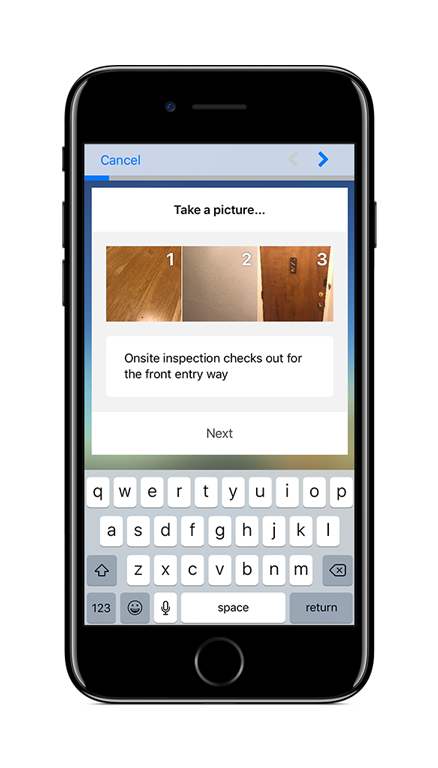 Cancel
Take a picture...
1 2 3
Onsite inspection checks out for
the front entry way
Next
q w e r t y u i o p
a s d f g h j k l
z x c v b n m
123 space return